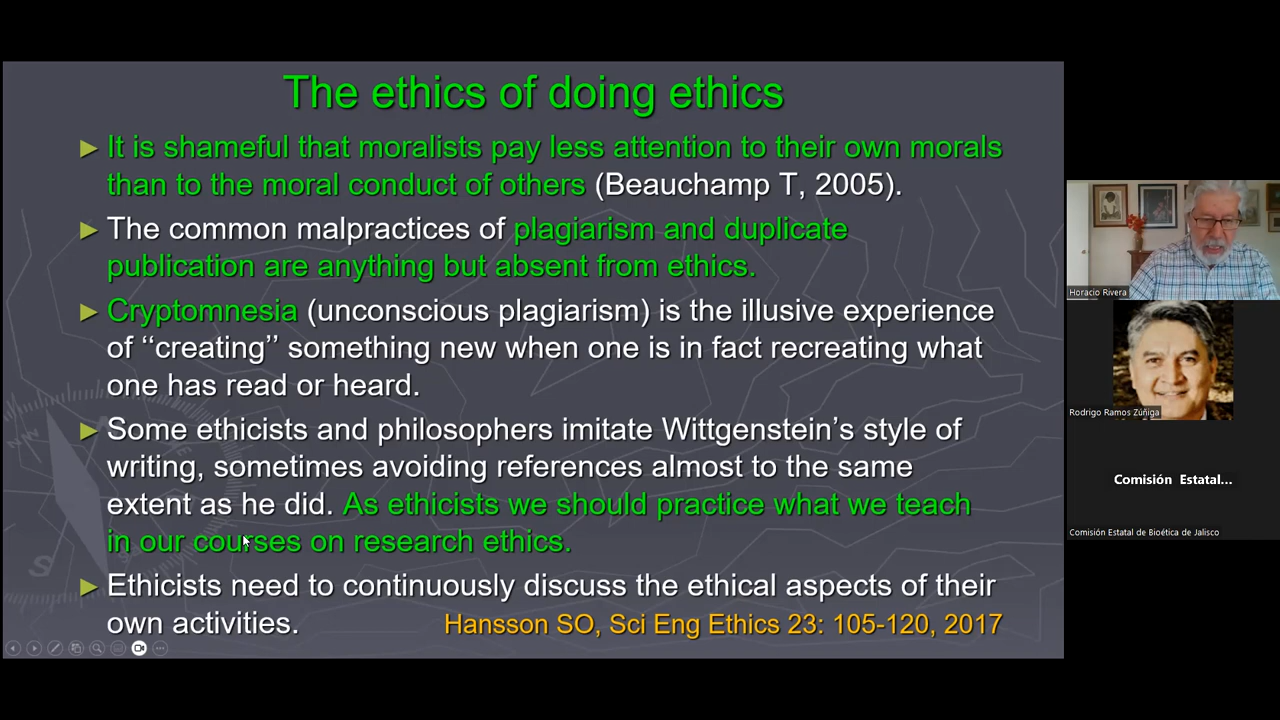 The ethics of doing ethics
► It is shameful that moralists pay less attention to their own morals
than to the moral conduct of others (Beauchamp T, 2005).
► The common malpractices of plagiarism and duplicate
publication are anything but absent from ethics.
► Cryptomnesia (unconscious plagiarism) is the illusive experience
of ‘‘creating’’ something new when one is in fact recreating what
one has read or heard.
► Some ethicists and philosophers imitate Wittgenstein’s style of
writing, sometimes avoiding references almost to the same
extent as he did. As ethicists we should practice what we teach
in our courses on research ethics.
► Ethicists need to continuously discuss the ethical aspects of their
own activities.
Hansson SO, Sci Eng Ethics 23: 105-120, 2017
Horacio Rivera
Rodrigo Ramos Zúñiga
Comisión Estatal...
Comisión Estatal de Bioética de Jalisco
S